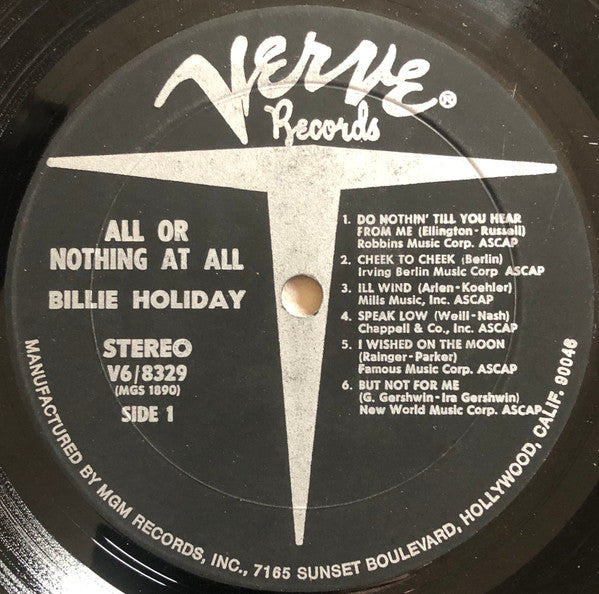 Verve®
Records
ALL OR
NOTHING AT ALL
BILLIE HOLIDAY
STEREO
V6/8329
(MGS 1890)
SIDE 1
1. DO NOTHIN' TILL YOU HEAR
FROM ME (Ellington-Russell)
Robbins Music Corp. ASCAP
2. CHEEK TO CHEEK (Berlin)
Irving Berlin Music Corp ASCAP
3. ILL WIND (Arlen-Koehler)
Mills Music, Inc. ASCAP
4. SPEAK LOW (Weill-Nash)
Chappell & Co., Inc. ASCAP
5. I WISHED ON THE MOON
(Rainger-Parker)
Famous Music Corp. ASCAP
6. BUT NOT FOR ME
(G. Gershwin-Ira Gershwin)
New World Music Corp. ASCAP
MANUFACTURED BY MGM RECORDS, INC., 7165 SUNSET BOULEVARD, HOLLYWOOD, CALIF. 90046